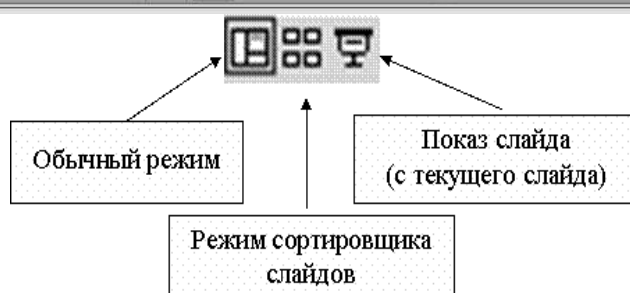 Обычный режим
Показ слайда
(с текущего слайда)
Режим сортировщика
слайдов